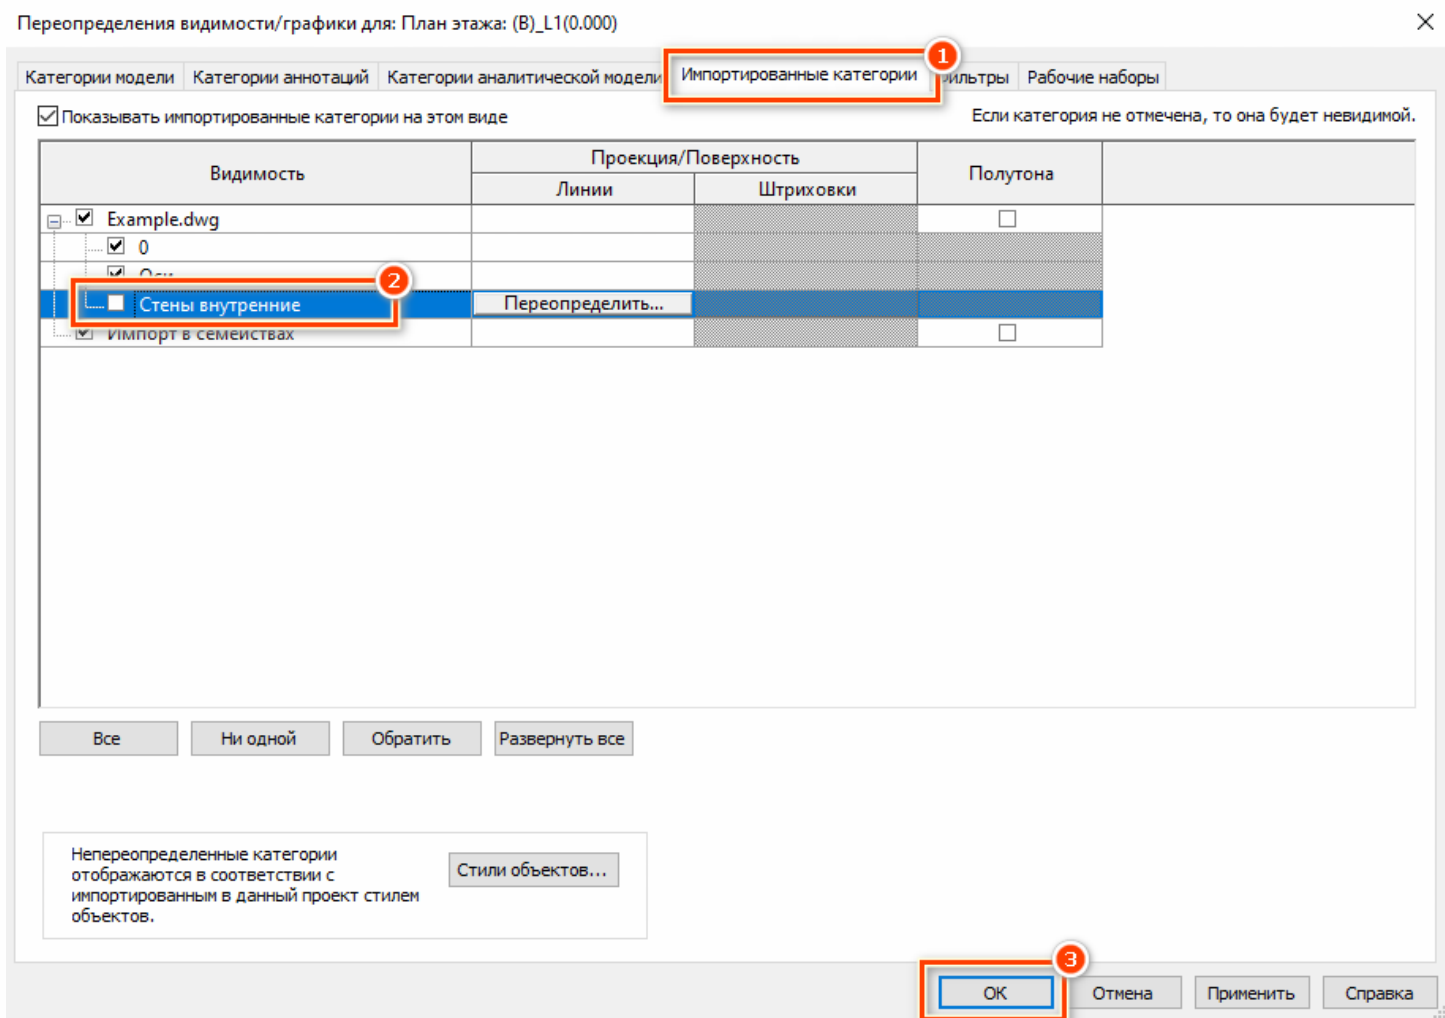 Переопределения видимости/графики для: План этажа: (В)_L1(0.000)
Категории модели Категории аннотаций Категории аналитической модели Импортированные категории 1 Фильтры Рабочие наборы
Показывать импортированные категории на этом виде Если категория не отмечена, то она будет невидимой.
Видимость Проекция/Поверхность Полутона
Линии Штриховки
Example.dwg
0
Оси 2
Стены внутренние Переопределить...
Импорт в семействах
Все Ни одной Обратить Развернуть все
Непереопределенные категории
отображаются в соответствии с
импортированным в данный проект стилем
объектов.
Стили объектов...
3
ОК Отмена Применить Справка